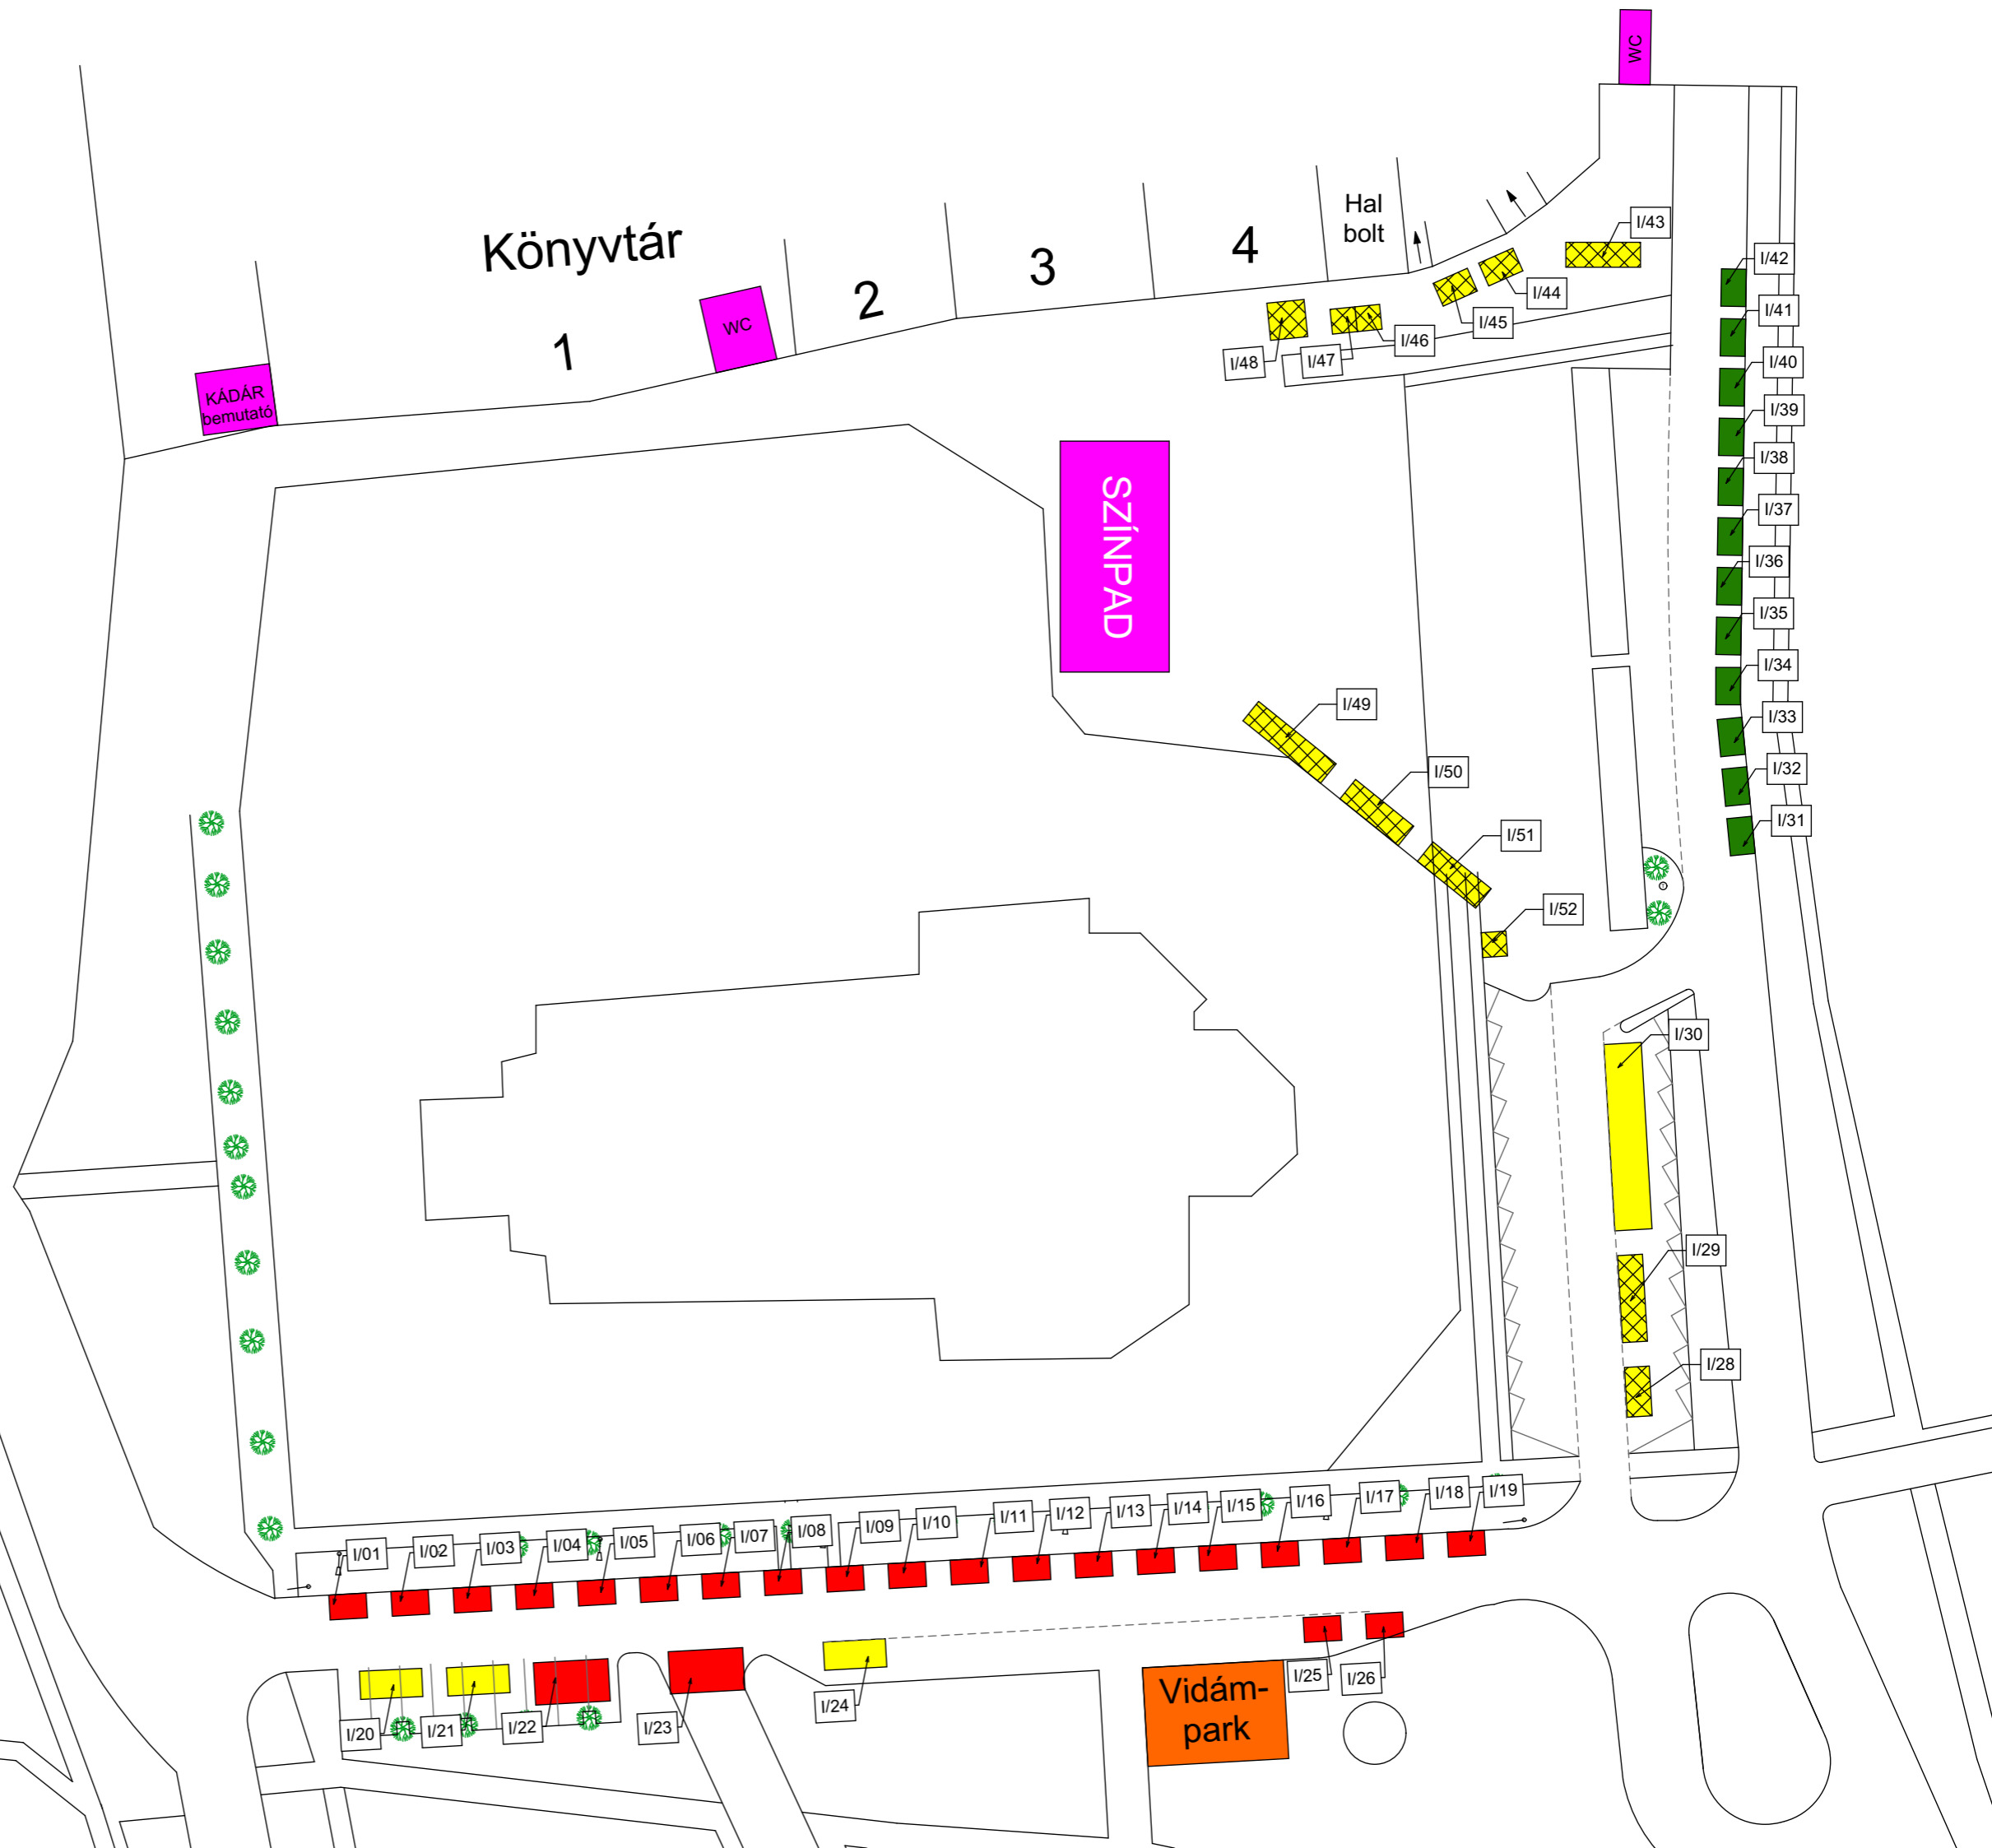 WC
Hal
bolt
I/43
Könyvtár
4
3
2
1
I/42
I/44
WC
I/41
I/45
I/46
I/47
I/48
I/40
KÁDÁR
bemutató
I/39
I/38
SZÍNPAD
I/37
I/36
I/35
I/34
I/49
I/33
I/50
I/32
I/31
I/51
I/52
I/30
I/29
I/28
I/01
I/02
I/03
I/04
I/05
I/06
I/07
I/08
I/09
I/10
I/11
I/12
I/13
I/14
I/15
I/16
I/17
I/18
I/19
I/20
I/21
I/22
I/23
I/24
Vidám-
park
I/25
I/26